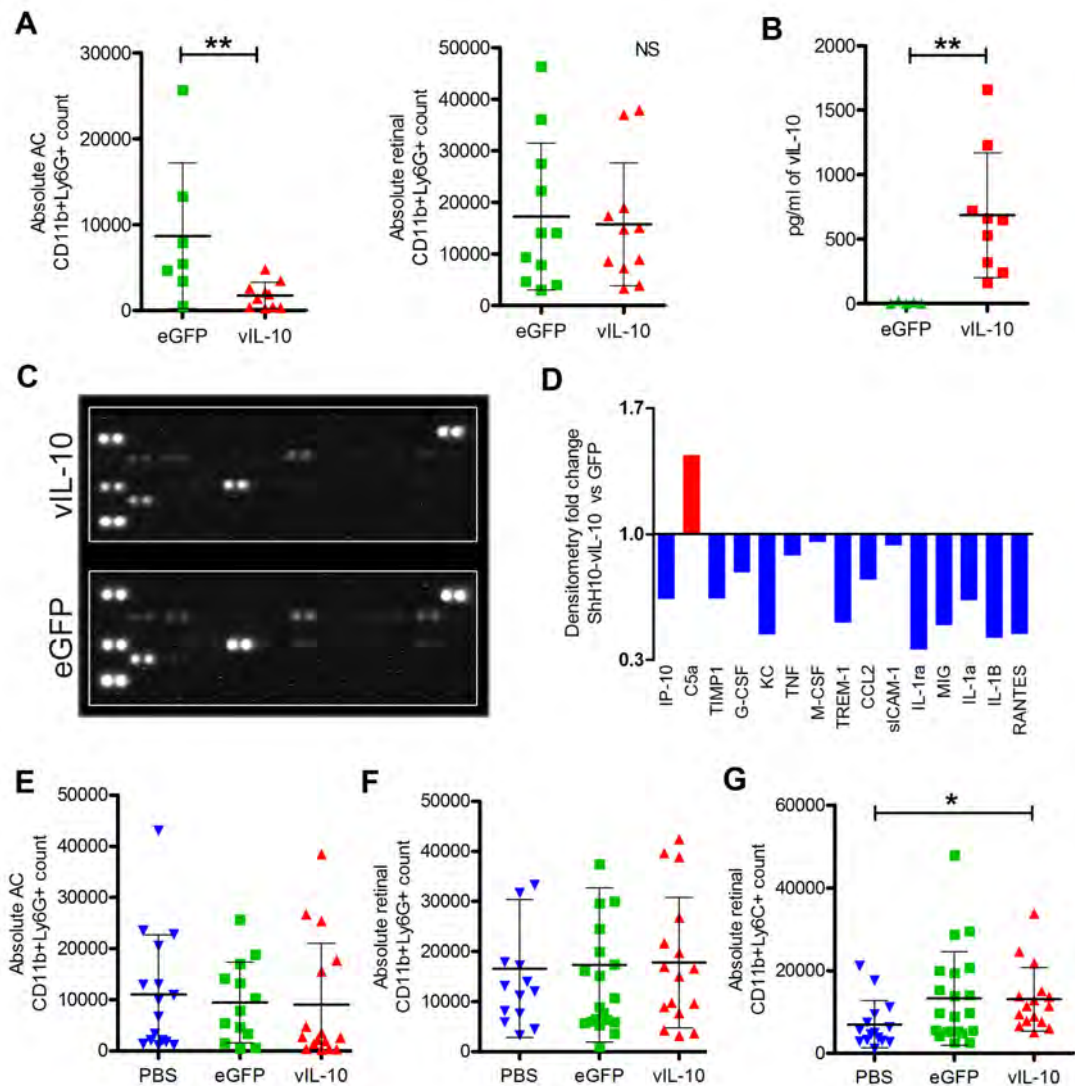 A
Absolute AC
CD11b+Ly6G+ count
30000
20000
10000
0
**
eGFP
vIL-10
Absolute retinal
CD11b+Ly6G+ count
50000
40000
30000
20000
10000
0
NS
eGFP
vIL-10
B
pg/ml of vIL-10
2000
1500
1000
500
0
**
eGFP
vIL-10
C
vIL-10
eGFP
D
Densitometry fold change
ShH10-vIL-10 vs GFP
1.7
1.0
0.3
IP-10
C5a
TIMP1
G-CSF
KC
TNF
M-CSF
TREM-1
CCL2
sICAM-1
IL-1ra
MIG
IL-1a
IL-1B
RANTES
E
Absolute AC
CD11b+Ly6G+ count
50000
40000
30000
20000
10000
0
PBS
eGFP
vIL-10
F
Absolute retinal
CD11b+Ly6G+ count
50000
40000
30000
20000
10000
0
PBS
eGFP
vIL-10
G
Absolute retinal
CD11b+Ly6C+ count
60000
40000
20000
0
*
PBS
eGFP
vIL-10